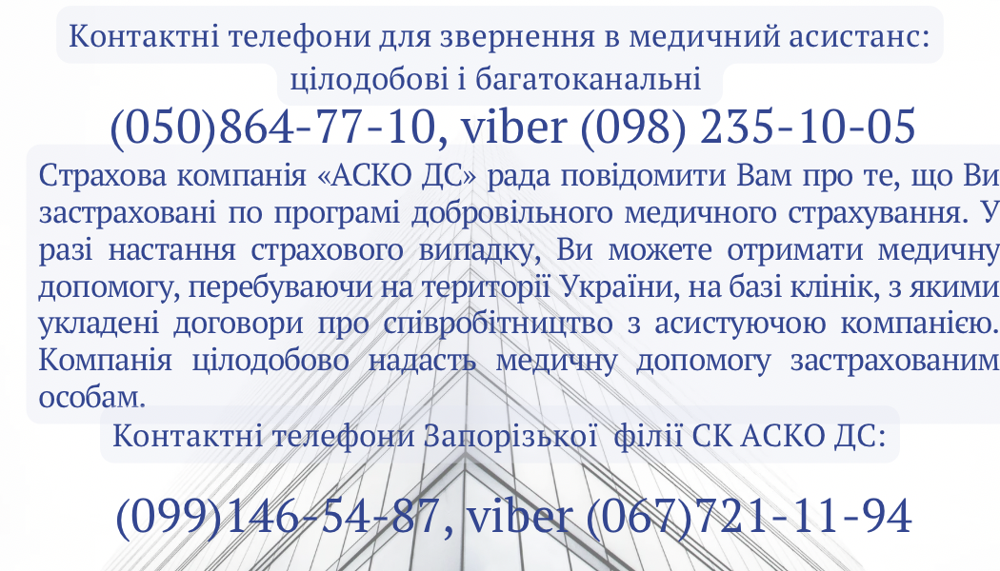 Контактні телефони для звернення в медичний асистанс:
цілодобові і багатоканальні
(050)864-77-10, viber (098) 235-10-05
Страхова компанія «АСКО ДС» рада повідомити Вам про те, що Ви
застраховані по програмі добровільного медичного страхування. У
разі настання страхового випадку, Ви можете отримати медичну
допомогу, перебуваючи на території України, на базі клінік, з якими
укладені договори про співробітництво з асистуючою компанією.
Компанія цілодобово надасть медичну допомогу застрахованим
особам.
Контактні телефони Запорізької філії СК АСКО ДС:
(099)146-54-87, viber (067)721-11-94